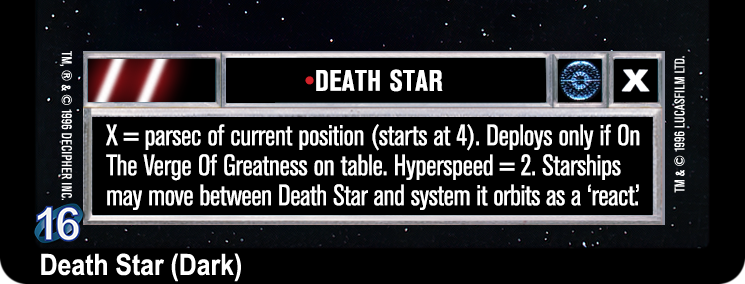 •DEATH STAR
X
X = parsec of current position (starts at 4). Deploys only if On
The Verge Of Greatness on table. Hyperspeed = 2. Starships
may move between Death Star and system it orbits as a ‘react.’
TM, ® & © 1996 DECIPHER INC.
TM & © 1996 LUCASFILM LTD.
16
Death Star (Dark)